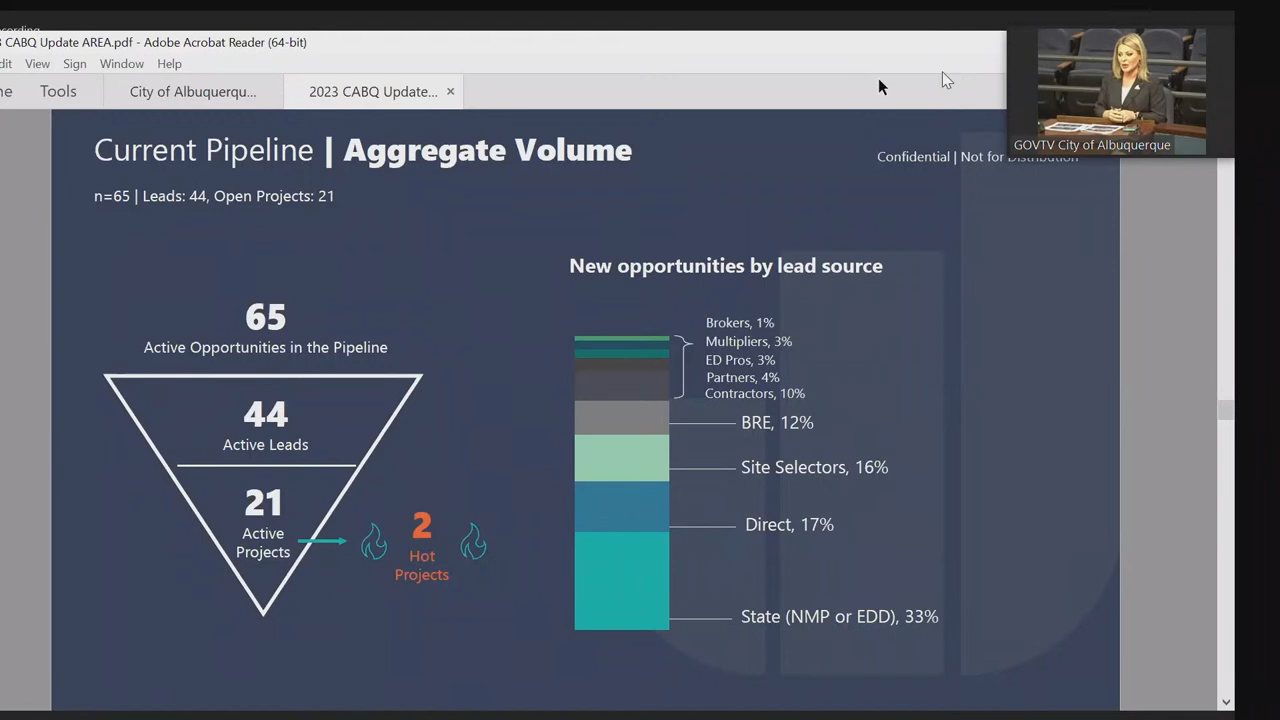 3 CABQ Update AREA.pdf - Adobe Acrobat Reader (64-bit)
dit View Sign Window Help
ne Tools City of Albuquerqu... 2023 CABQ Update... ×
GOVTV City of Albuquerque
Current Pipeline | Aggregate Volume
Confidential | Not for Distribution
n=65 | Leads: 44, Open Projects: 21
65
Active Opportunities in the Pipeline
44
Active Leads
21
Active
Projects
2
Hot
Projects
New opportunities by lead source
Brokers, 1%
Multipliers, 3%
ED Pros, 3%
Partners, 4%
Contractors, 10%
BRE, 12%
Site Selectors, 16%
Direct, 17%
State (NMP or EDD), 33%